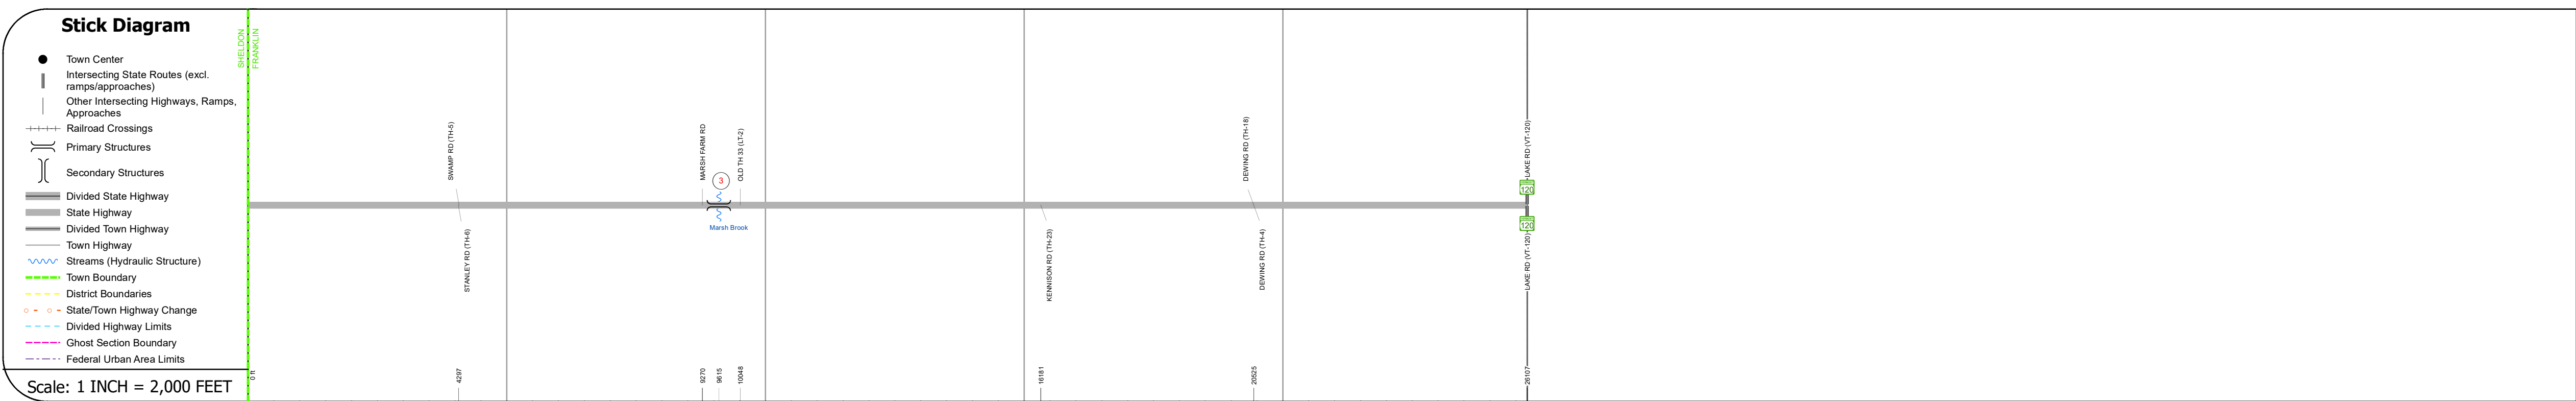 Stick Diagram
Town Center
Intersecting State Routes (excl.
ramps/approaches)
Other Intersecting Highways, Ramps,
Approaches
Railroad Crossings
Primary Structures
Secondary Structures
Divided State Highway
State Highway
Divided Town Highway
Town Highway
Streams (Hydraulic Structure)
Town Boundary
District Boundaries
State/Town Highway Change
Divided Highway Limits
Ghost Section Boundary
Federal Urban Area Limits
Scale: 1 INCH = 2,000 FEET
SHELDON
FRANKLIN
SWAMP RD (TH-5)
STANLEY RD (TH-6)
MARSH FARM RD
3
OLD TH 33 (LT-2)
Marsh Brook
KENNISON RD (TH-23)
DEWING RD (TH-18)
DEWING RD (TH-4)
LAKE RD (VT-120)
120
120
LAKE RD (VT-120)
0 ft
4297
9270
9615
10048
16181
20525
26107